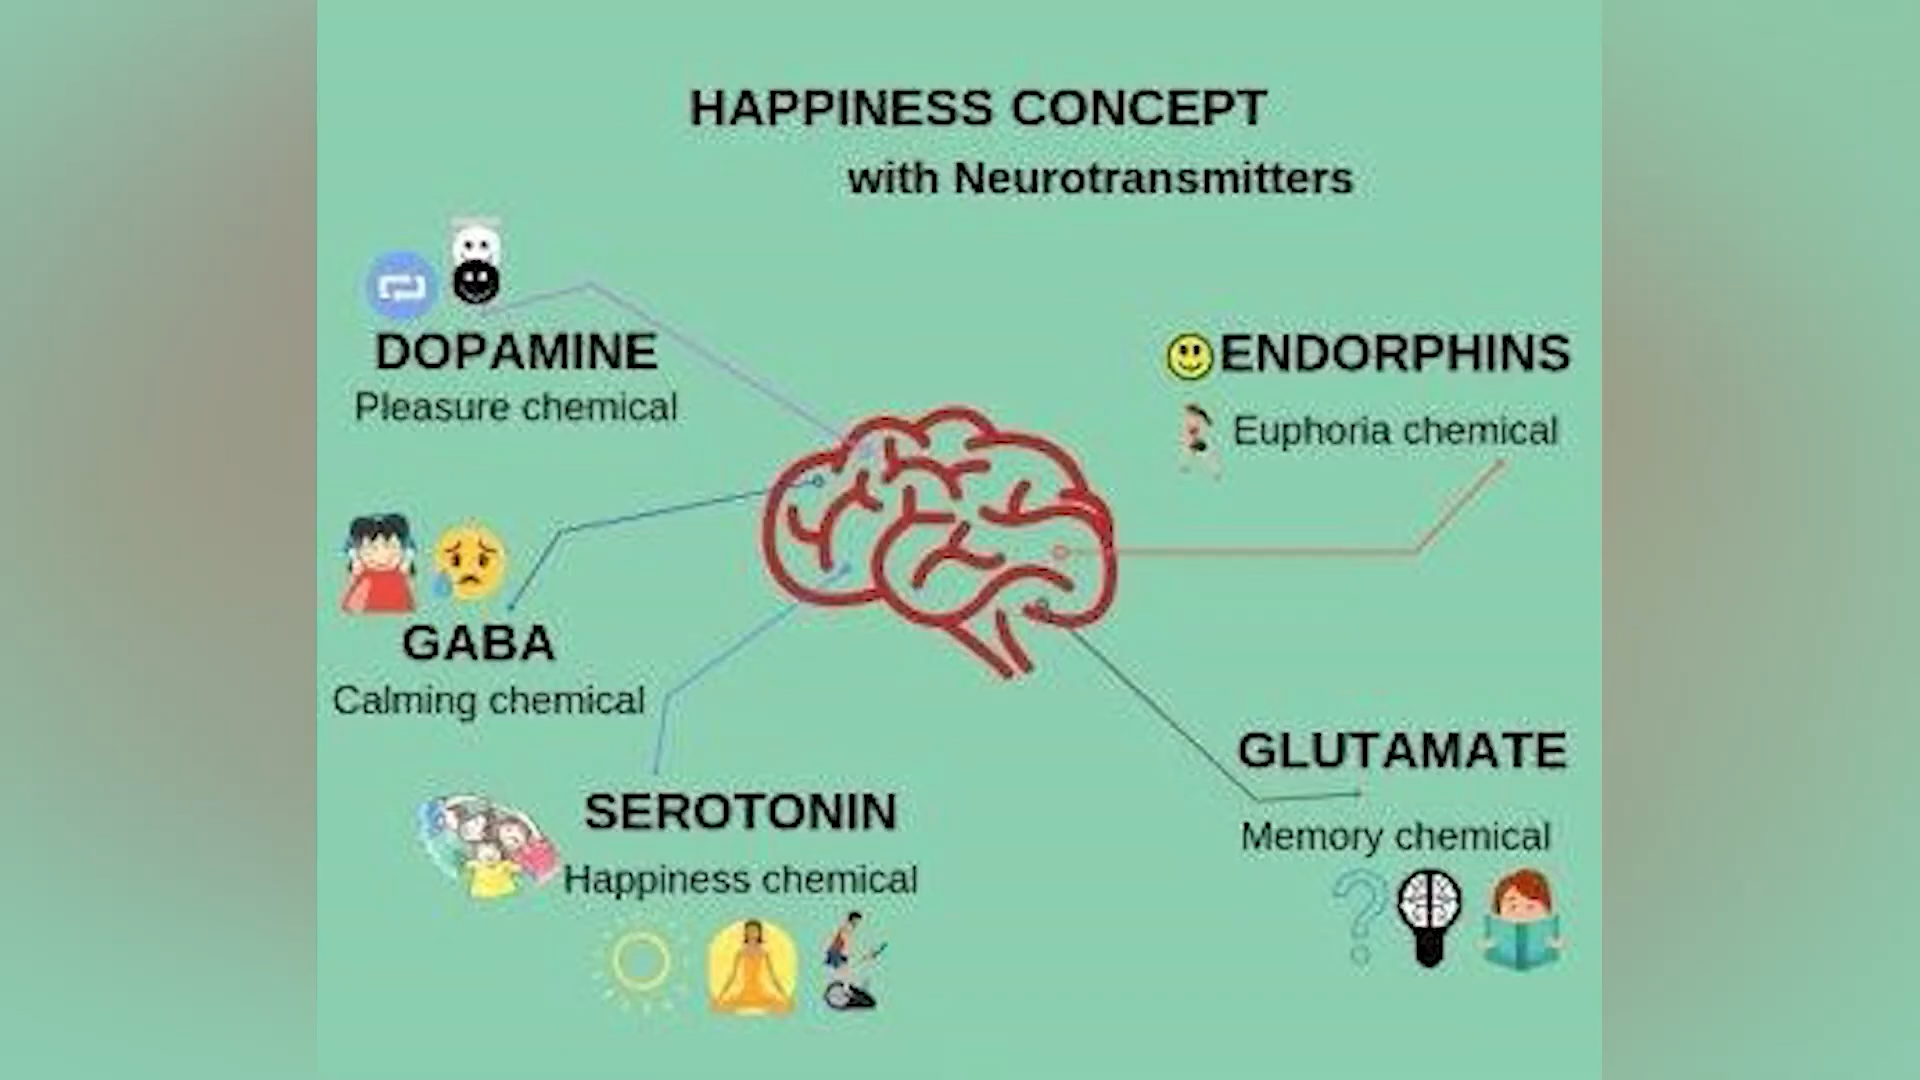 HAPPINESS CONCEPT
with Neurotransmitters
DOPAMINE
Pleasure chemical
ENDORPHINS
Euphoria chemical
GABA
Calming chemical
SEROTONIN
Happiness chemical
GLUTAMATE
Memory chemical